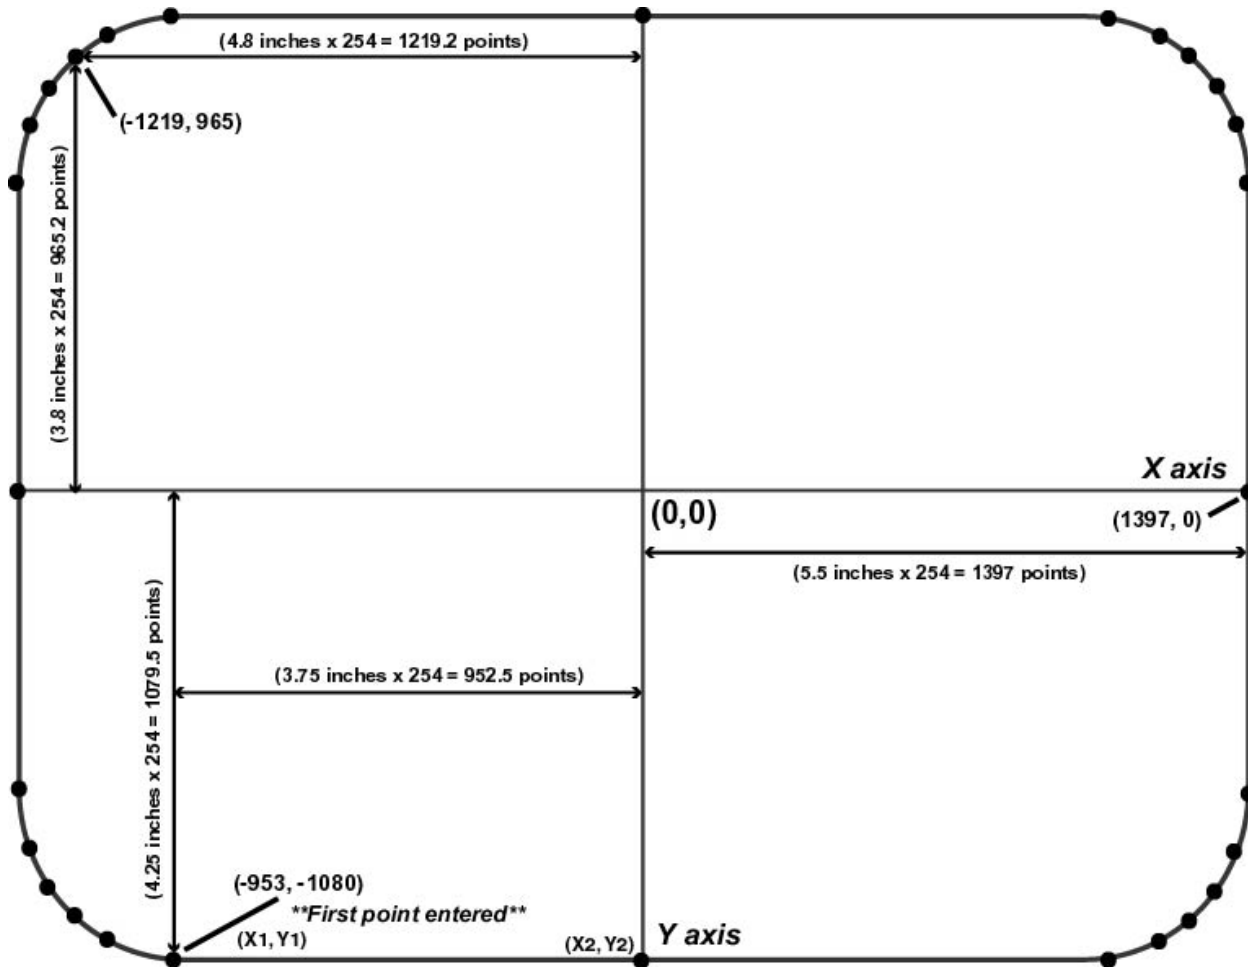 (4.8 inches x 254 = 1219.2 points)
(-1219, 965)
(3.8 inches x 254 = 965.2 points)
X axis
(0,0)
(1397, 0)
(5.5 inches x 254 = 1397 points)
(4.25 inches x 254 = 1079.5 points)
(3.75 inches x 254 = 952.5 points)
(-953, -1080)
**First point entered**
(X1, Y1)
(X2, Y2)
Y axis